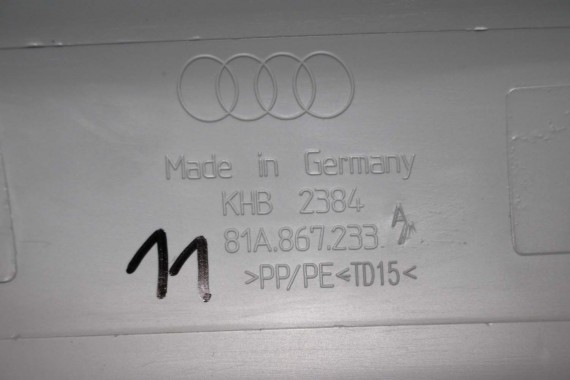 Made in Germany
KHB 2384
81A.867.233. A
11
>PP/PE<TD15<